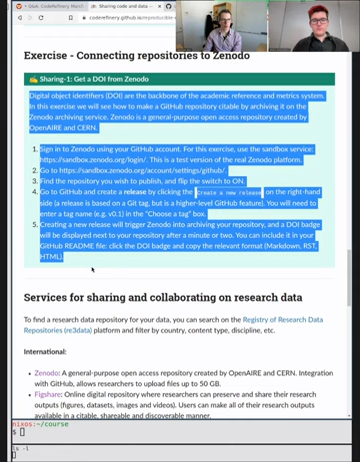 Sharing code and data —
coderefinery.github.io/reproducible-
Exercise - Connecting repositories to Zenodo
Sharing-1: Get a DOI from Zenodo
Digital object identifiers (DOI) are the backbone of the academic reference and metrics system.
In this exercise we will see how to make a GitHub repository citable by archiving it on the
Zenodo archiving service. Zenodo is a general-purpose open access repository created by
OpenAIRE and CERN.
1. Sign in to Zenodo using your GitHub account. For this exercise, use the sandbox service:
https://sandbox.zenodo.org/login/. This is a test version of the real Zenodo platform.
2. Go to https://sandbox.zenodo.org/account/settings/github/.
3. Find the repository you wish to publish, and flip the switch to ON.
4. Go to GitHub and create a release by clicking the Create a new release on the right-hand
side (a release is based on a Git tag, but is a higher-level GitHub feature). You will need to
enter a tag name (e.g. v0.1) in the "Choose a tag" box.
5. Creating a new release will trigger Zenodo into archiving your repository, and a DOI badge
will be displayed next to your repository after a minute or two. You can include it in your
GitHub README file: click the DOI badge and copy the relevant format (Markdown, RST,
HTML).
Services for sharing and collaborating on research data
To find a research data repository for your data, you can search on the Registry of Research Data
Repositories (re3data) platform and filter by country, content type, discipline, etc.
International:
• Zenodo: A general-purpose open access repository created by OpenAIRE and CERN. Integration
with GitHub, allows researchers to upload files up to 50 GB.
• Figshare: Online digital repository where researchers can preserve and share their research
outputs (figures, datasets, images and videos). Users can make all of their research outputs
available in a citable, shareable and discoverable manner.
nixos:~/course
$
ls -l